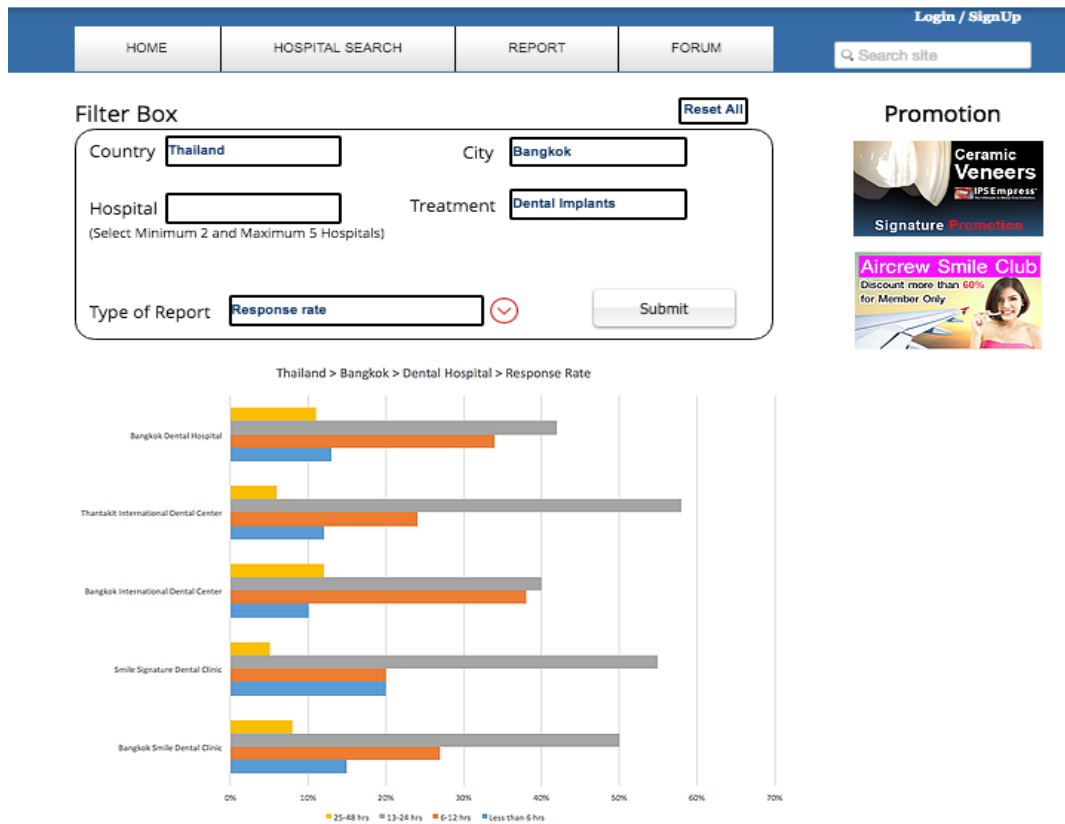 Login / SignUp
HOME
HOSPITAL SEARCH
REPORT
FORUM
Search site
Filter Box
Reset All
Country
Thailand
City
Bangkok
Hospital
Treatment
Dental Implants
(Select Minimum 2 and Maximum 5 Hospitals)
Type of Report
Response rate
Submit
Promotion
Ceramic
Veneers
IPSEmpress
Signature Promotion
Aircrew Smile Club
Discount more than 60%
for Member Only
Thailand > Bangkok > Dental Hospital > Response Rate
Bangkok Dental Hospital
Thantakit International Dental Center
Bangkok International Dental Center
Smile Signature Dental Clinic
Bangkok Smile Dental Clinic
0% 10% 20% 30% 40% 50% 60% 70%
25-48 hrs 13-24 hrs 6-12 hrs Less than 6 hrs